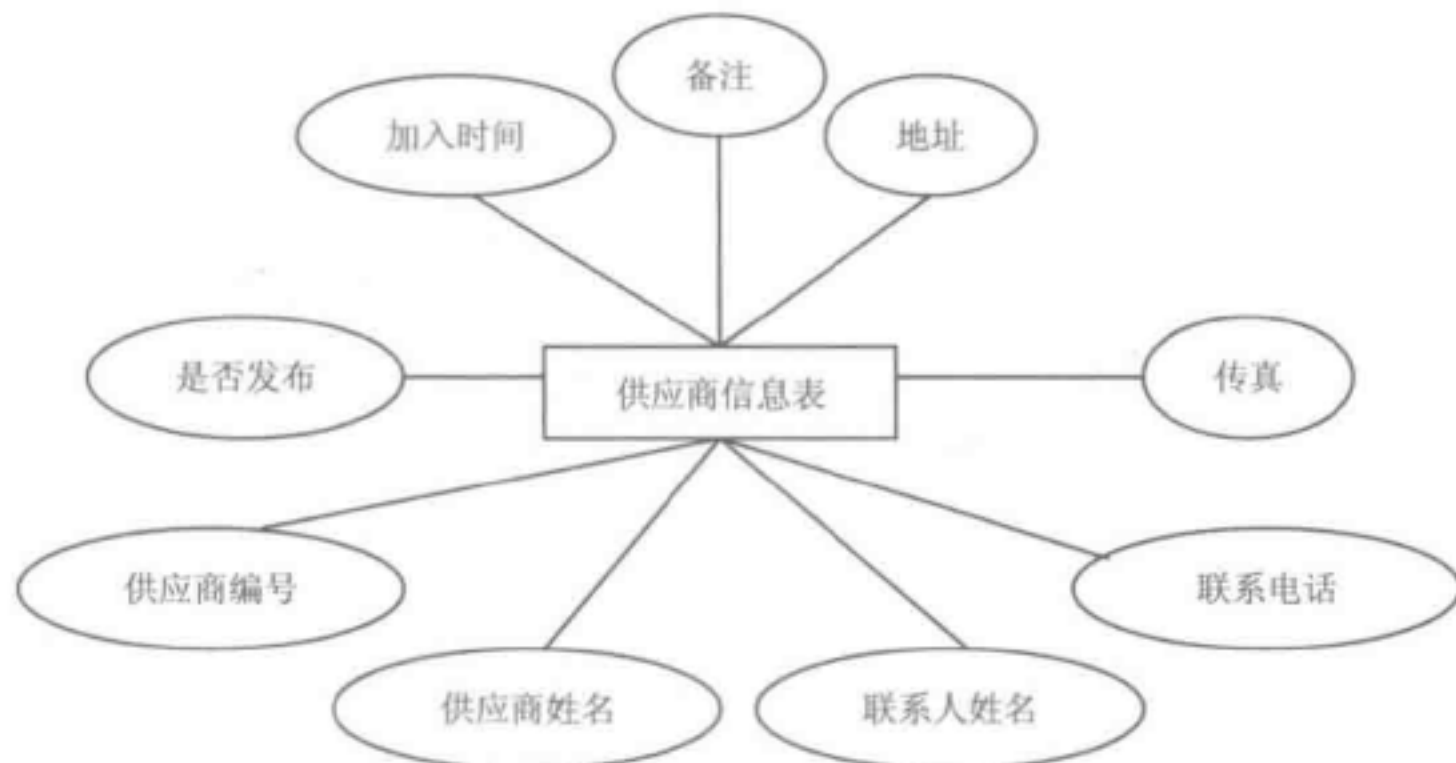 备注
加入时间
地址
是否发布
供应商信息表
传真
供应商编号
联系电话
供应商姓名
联系人姓名